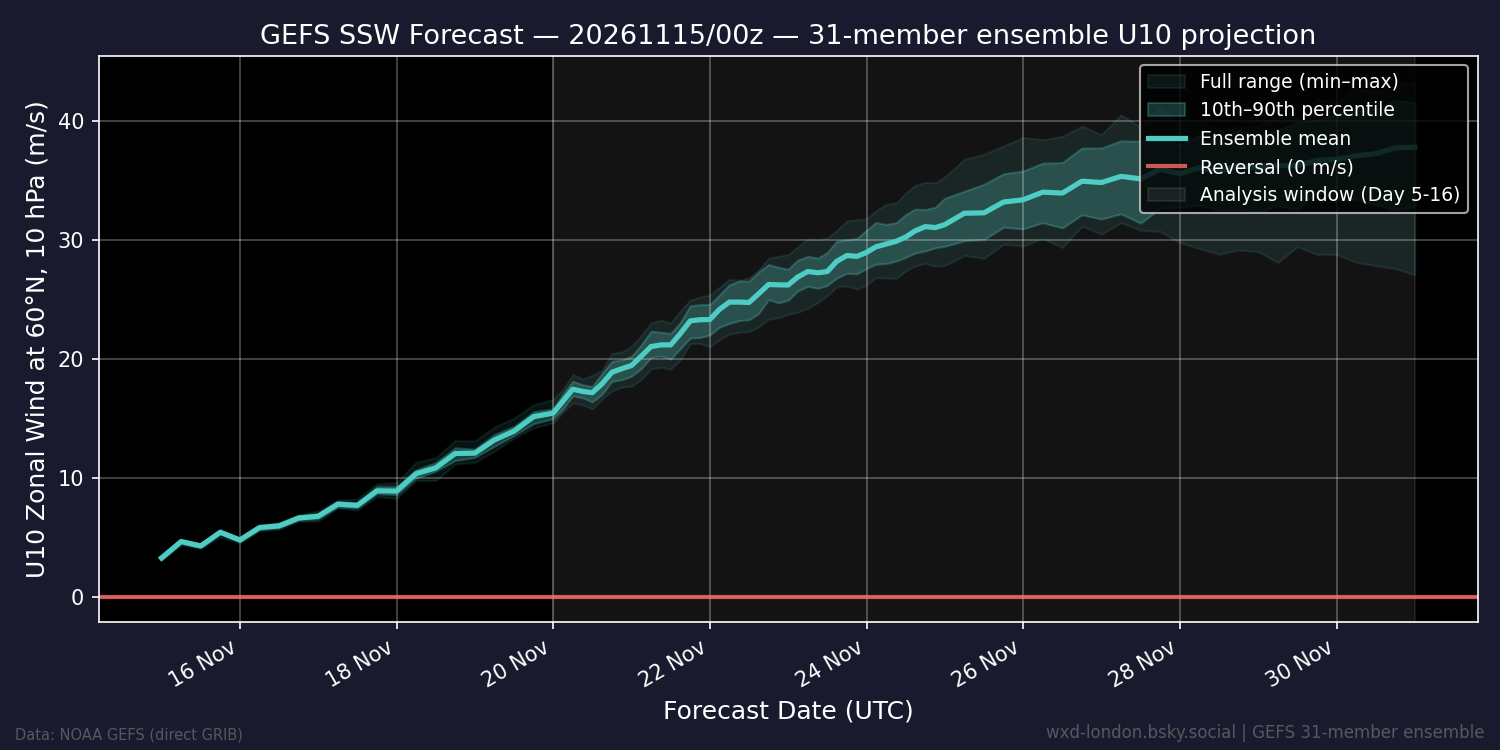 GEFS SSW Forecast — 20261115/00z — 31-member ensemble U10 projection
Full range (min–max)
10th–90th percentile
Ensemble mean
Reversal (0 m/s)
Analysis window (Day 5-16)
U10 Zonal Wind at 60°N, 10 hPa (m/s)
40
30
20
10
0
16 Nov
18 Nov
20 Nov
22 Nov
24 Nov
26 Nov
28 Nov
30 Nov
Forecast Date (UTC)
Data: NOAA GEFS (direct GRIB)
wxd-london.bsky.social | GEFS 31-member ensemble